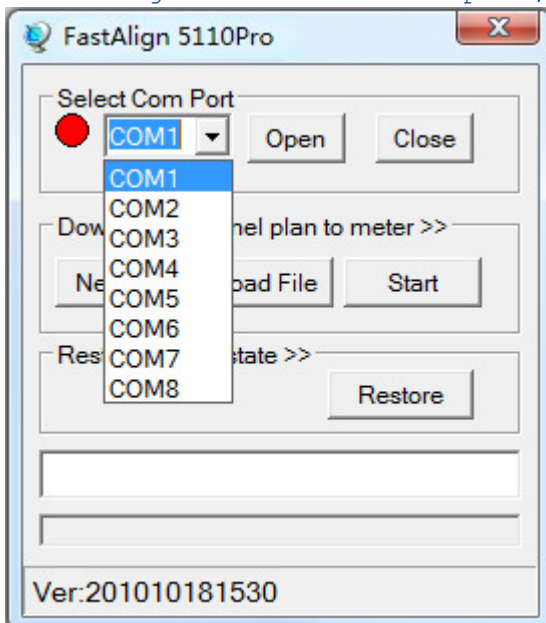 FastAlign 5110Pro
Select Com Port
COM1 Open Close
COM1
COM2
COM3
COM4
COM5
COM6
COM7
COM8
Dow nel plan to meter >>
Ne oad File Start
Res state >>
Restore
Ver:201010181530